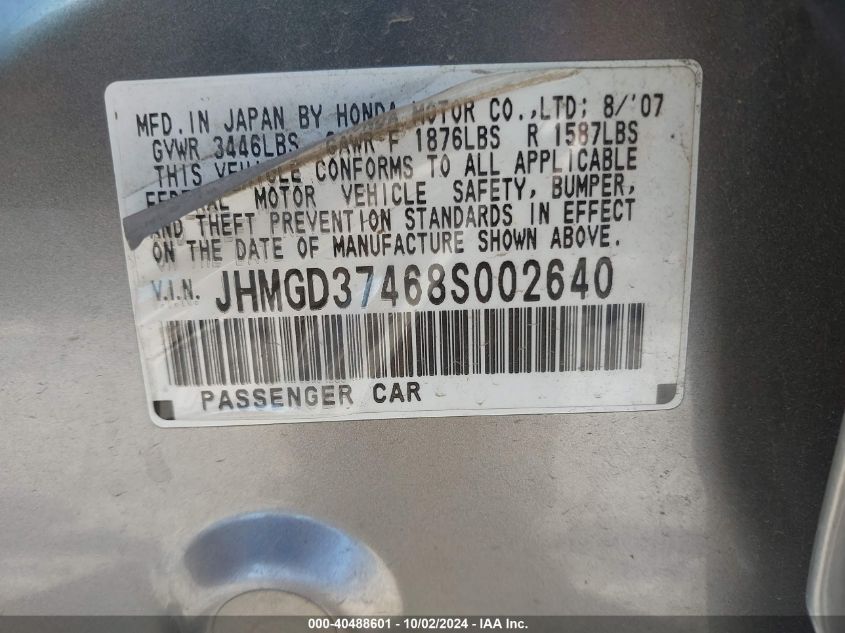 MFD. IN JAPAN BY HONDA MOTOR CO.,LTD; 8/'07
GVWR 3446LBS GAWR F 1876LBS R 1587LBS
THIS VEHICLE CONFORMS TO ALL APPLICABLE
FEDERAL MOTOR VEHICLE SAFETY, BUMPER,
AND THEFT PREVENTION STANDARDS IN EFFECT
ON THE DATE OF MANUFACTURE SHOWN ABOVE.
V.I.N. JHMGD37468S002640
PASSENGER CAR
000-40488601 - 10/02/2024 - IAA Inc.